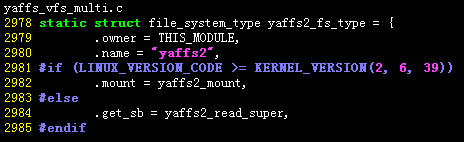 yaffs_vfs_multi.c
2978 static struct file_system_type yaffs2_fs_type = {
2979 .owner = THIS_MODULE,
2980 .name = "yaffs2",
2981 #if (LINUX_VERSION_CODE >= KERNEL_VERSION(2, 6, 39))
2982 .mount = yaffs2_mount,
2983 #else
2984 .get_sb = yaffs2_read_super,
2985 #endif